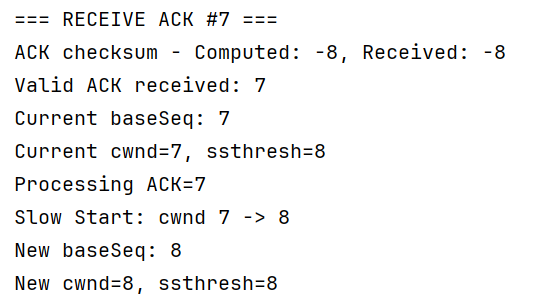 === RECEIVE ACK #7 ===
ACK checksum - Computed: -8, Received: -8
Valid ACK received: 7
Current baseSeq: 7
Current cwnd=7, ssthresh=8
Processing ACK=7
Slow Start: cwnd 7 -> 8
New baseSeq: 8
New cwnd=8, ssthresh=8